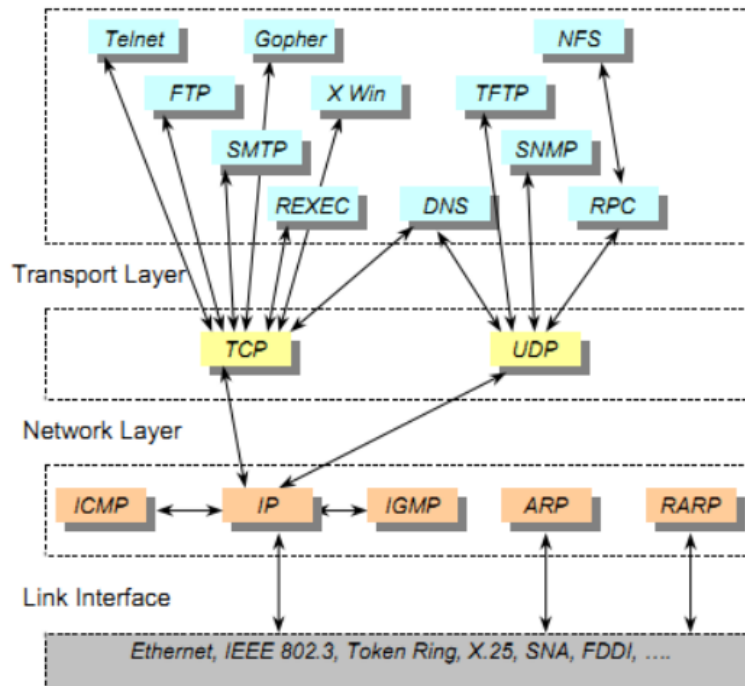 Telnet
Gopher
NFS
FTP
X Win
TFTP
SMTP
SNMP
REXEC
DNS
RPC
Transport Layer
TCP
UDP
Network Layer
ICMP
IP
IGMP
ARP
RARP
Link Interface
Ethernet, IEEE 802.3, Token Ring, X.25, SNA, FDDI, ....